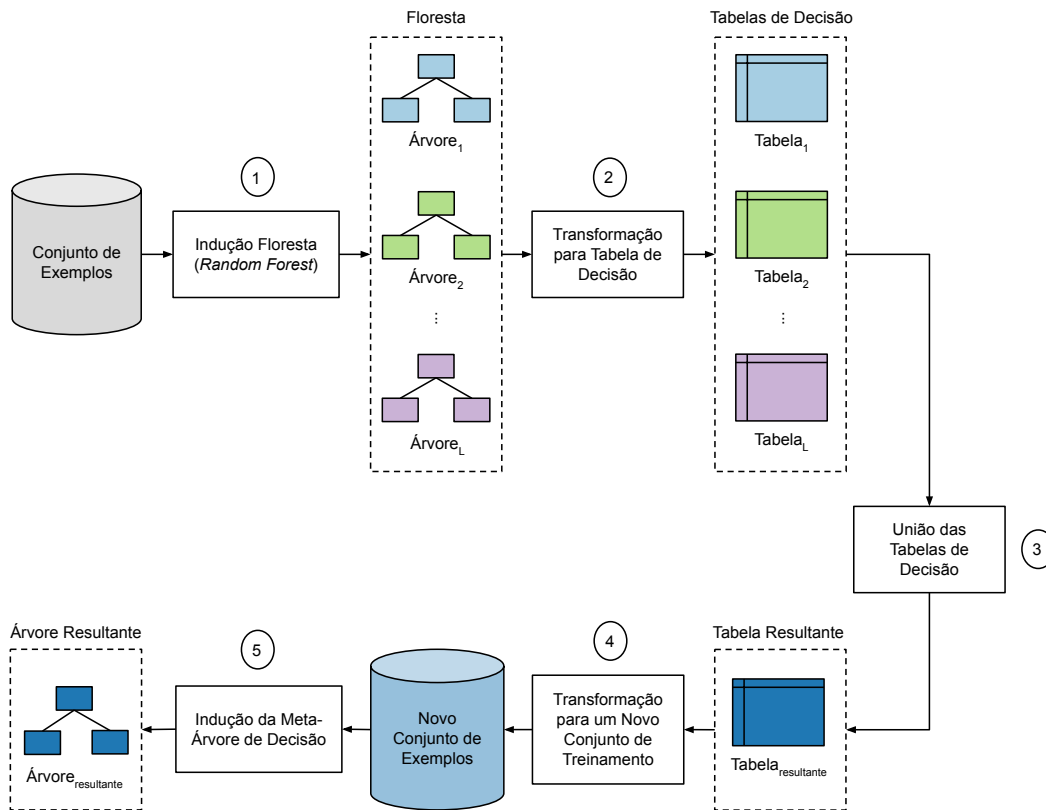 Floresta
Tabelas de Decisão
Árvore1
Tabela1
1
2
Conjunto de
Exemplos
Indução Floresta
(Random Forest)
Árvore2
Transformação
para Tabela de
Decisão
Tabela2
...
...
ÁrvoreL
TabelaL
União das
Tabelas de
Decisão
3
Árvore Resultante
5
4
Tabela Resultante
Indução da Meta-
Árvore de Decisão
Novo
Conjunto de
Exemplos
Transformação
para um Novo
Conjunto de
Treinamento
Árvoreresultante
Tabelaresultante